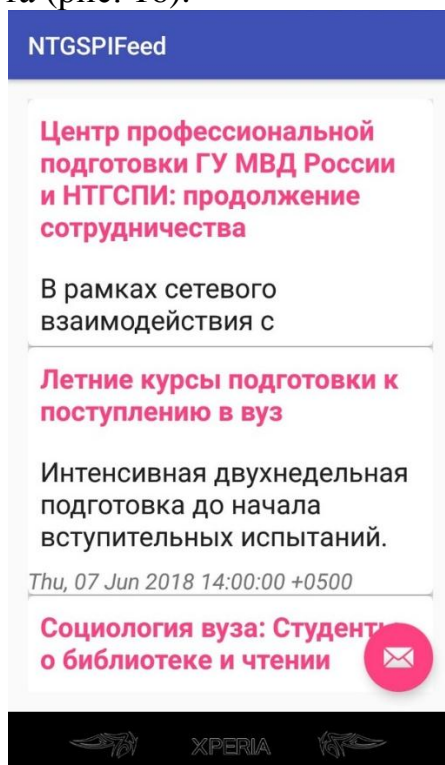 (рис. 16).
NTGSPIFeed
Центр профессиональной
подготовки ГУ МВД России
и НТГСПИ: продолжение
сотрудничества
В рамках сетевого
взаимодействия с
Летние курсы подготовки к
поступлению в вуз
Интенсивная двухнедельная
подготовка до начала
вступительных испытаний.
Thu, 07 Jun 2018 14:00:00 +0500
Социология вуза: Студенты
о библиотеке и чтении
XPERIA